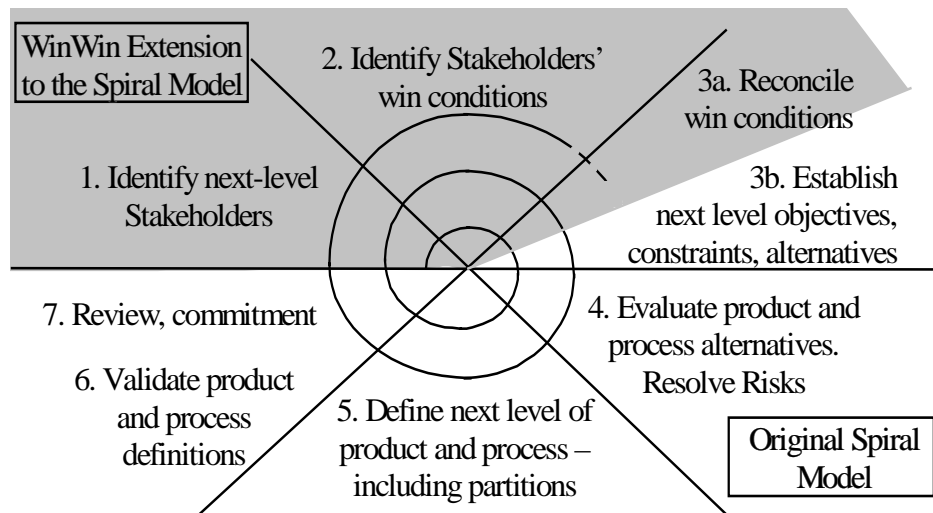 WinWin Extension
to the Spiral Model
2. Identify Stakeholders’
win conditions
3a. Reconcile
win conditions
1. Identify next-level
Stakeholders
3b. Establish
next level objectives,
constraints, alternatives
7. Review, commitment
4. Evaluate product and
process alternatives.
Resolve Risks
6. Validate product
and process
definitions
5. Define next level of
product and process –
including partitions
Original Spiral
Model